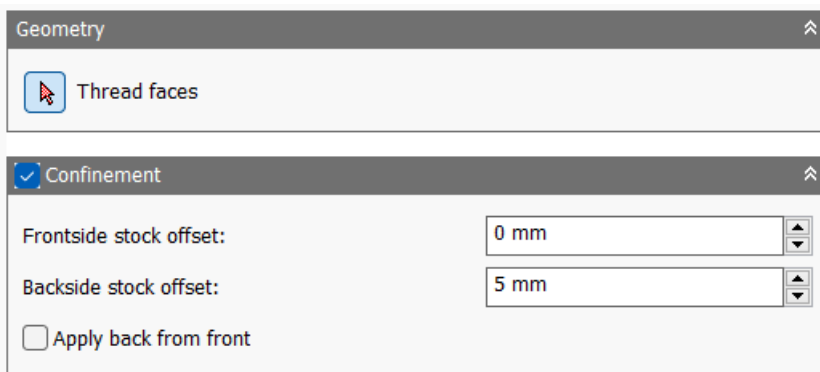 Geometry
Thread faces
Confinement
Frontside stock offset: 0 mm
Backside stock offset: 5 mm
Apply back from front